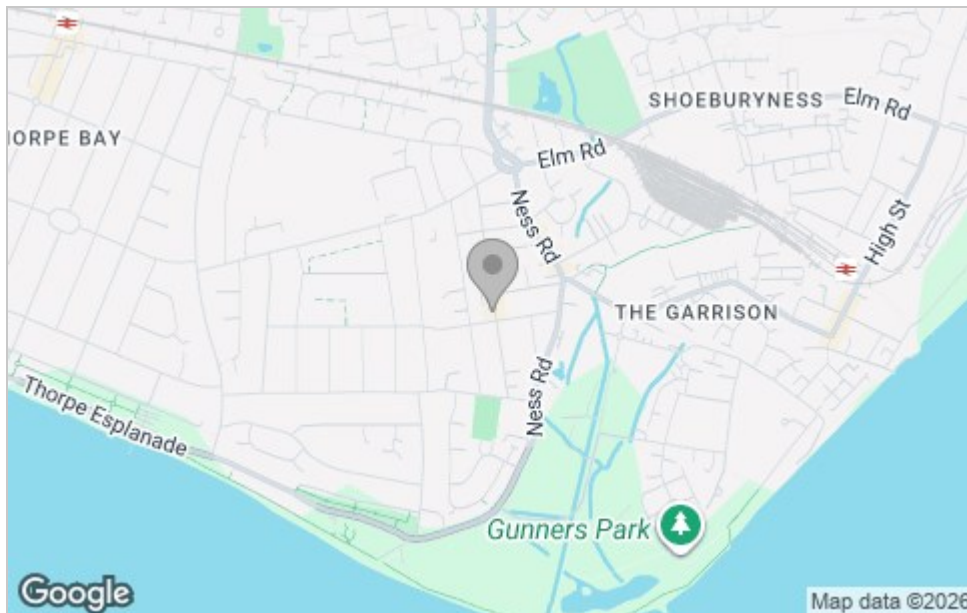 SHOEBURYNESS
Elm Rd
HORPE BAY
Elm Rd
Ness Rd
High St
THE GARRISON
Ness Rd
Thorpe Esplanade
Gunners Park
Google
Map data ©2026